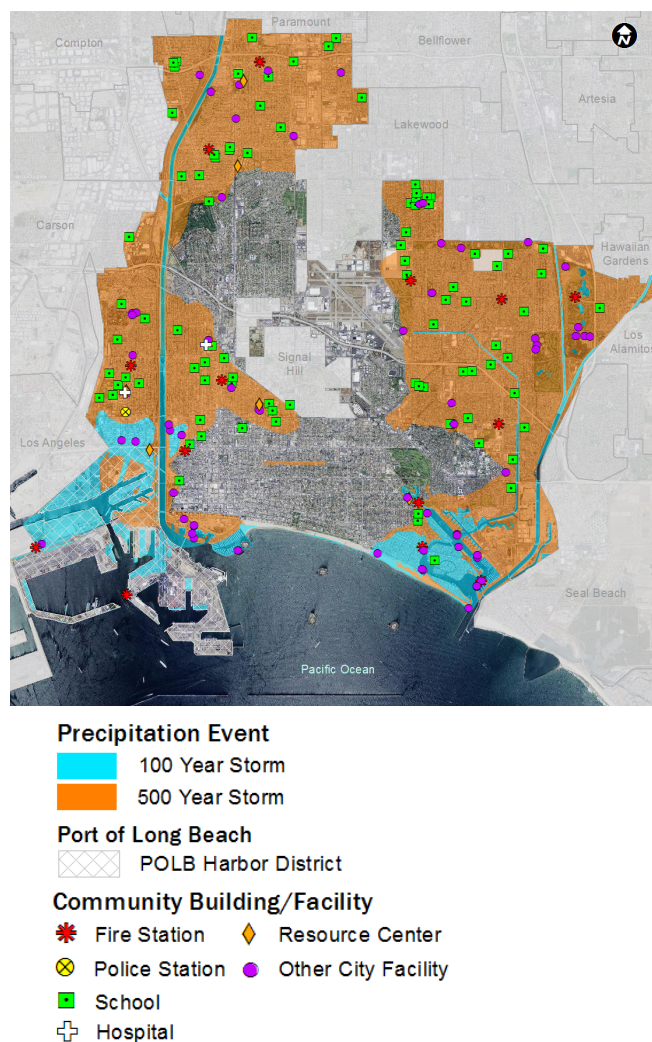 Paramount
Compton
Bellflower
N
Artesia
Lakewood
Carson
Hawaiian
Gardens
Los
Alamitos
Signal
Hill
Los Angeles
Seal Beach
Pacific Ocean
Precipitation Event
100 Year Storm
500 Year Storm
Port of Long Beach
POLB Harbor District
Community Building/Facility
Fire Station
Resource Center
Police Station
Other City Facility
School
Hospital